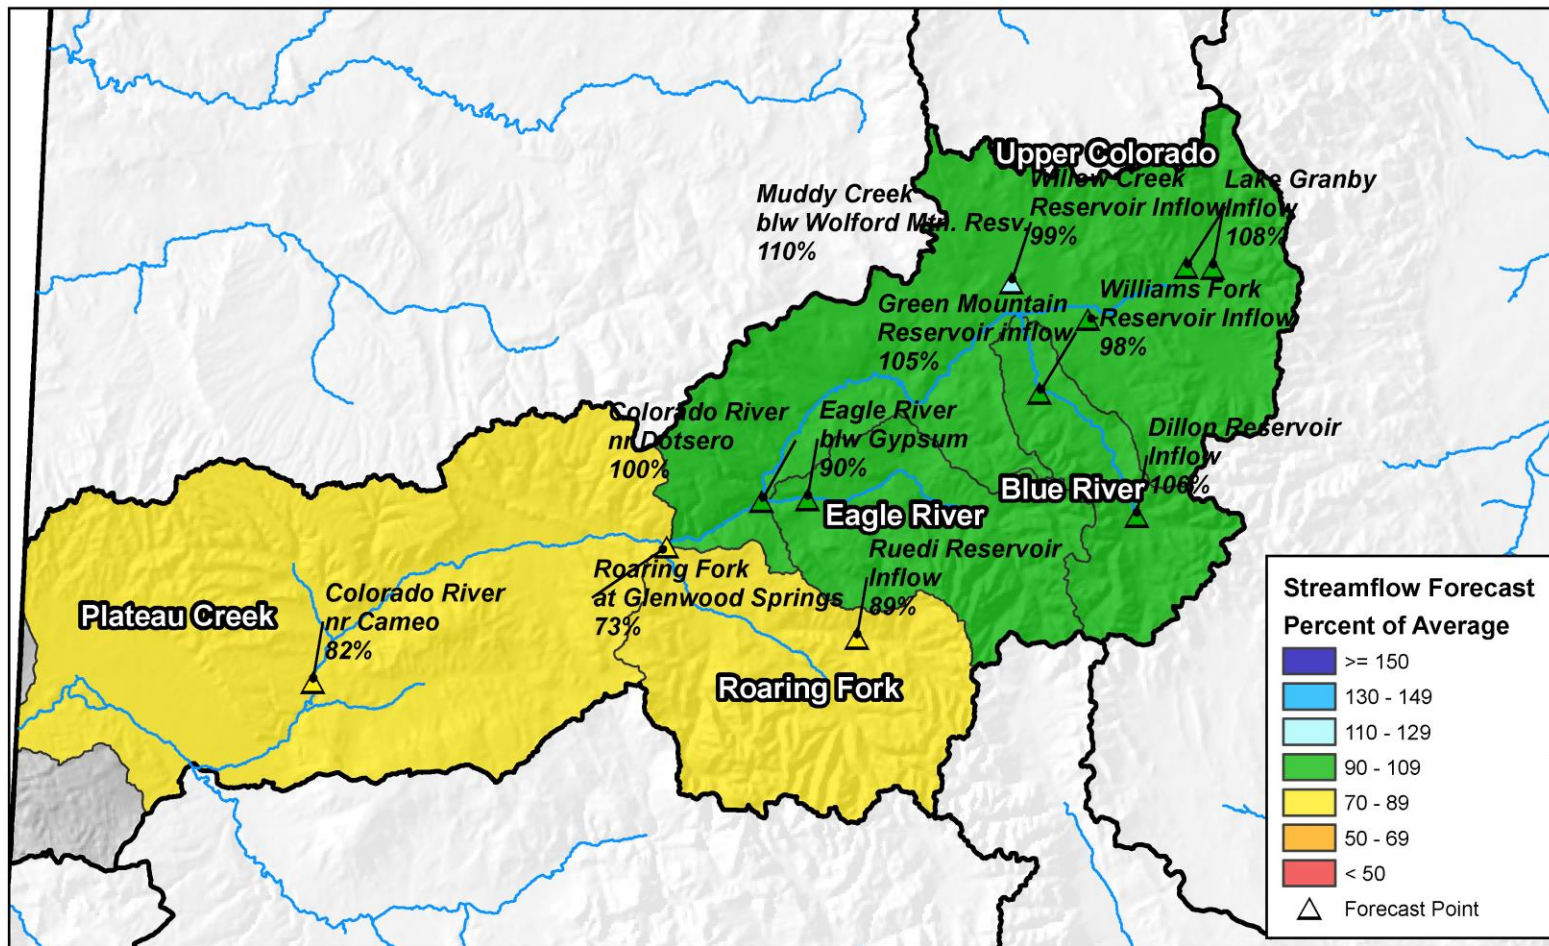 Upper Colorado
Muddy Creek
blw Wolford Mtn. Resv.
110%
Willow Creek
Reservoir Inflow
99%
Lake Granby
Inflow
108%
Green Mountain
Reservoir inflow
105%
Williams Fork
Reservoir Inflow
98%
Colorado River
nr Dotsero
100%
Eagle River
blw Gypsum
90%
Dillon Reservoir
Inflow
106%
Blue River
Eagle River
Ruedi Reservoir
Inflow
89%
Roaring Fork
at Glenwood Springs
73%
Colorado River
nr Cameo
82%
Plateau Creek
Roaring Fork
Streamflow Forecast
Percent of Average
>= 150
130 - 149
110 - 129
90 - 109
70 - 89
50 - 69
< 50
Forecast Point